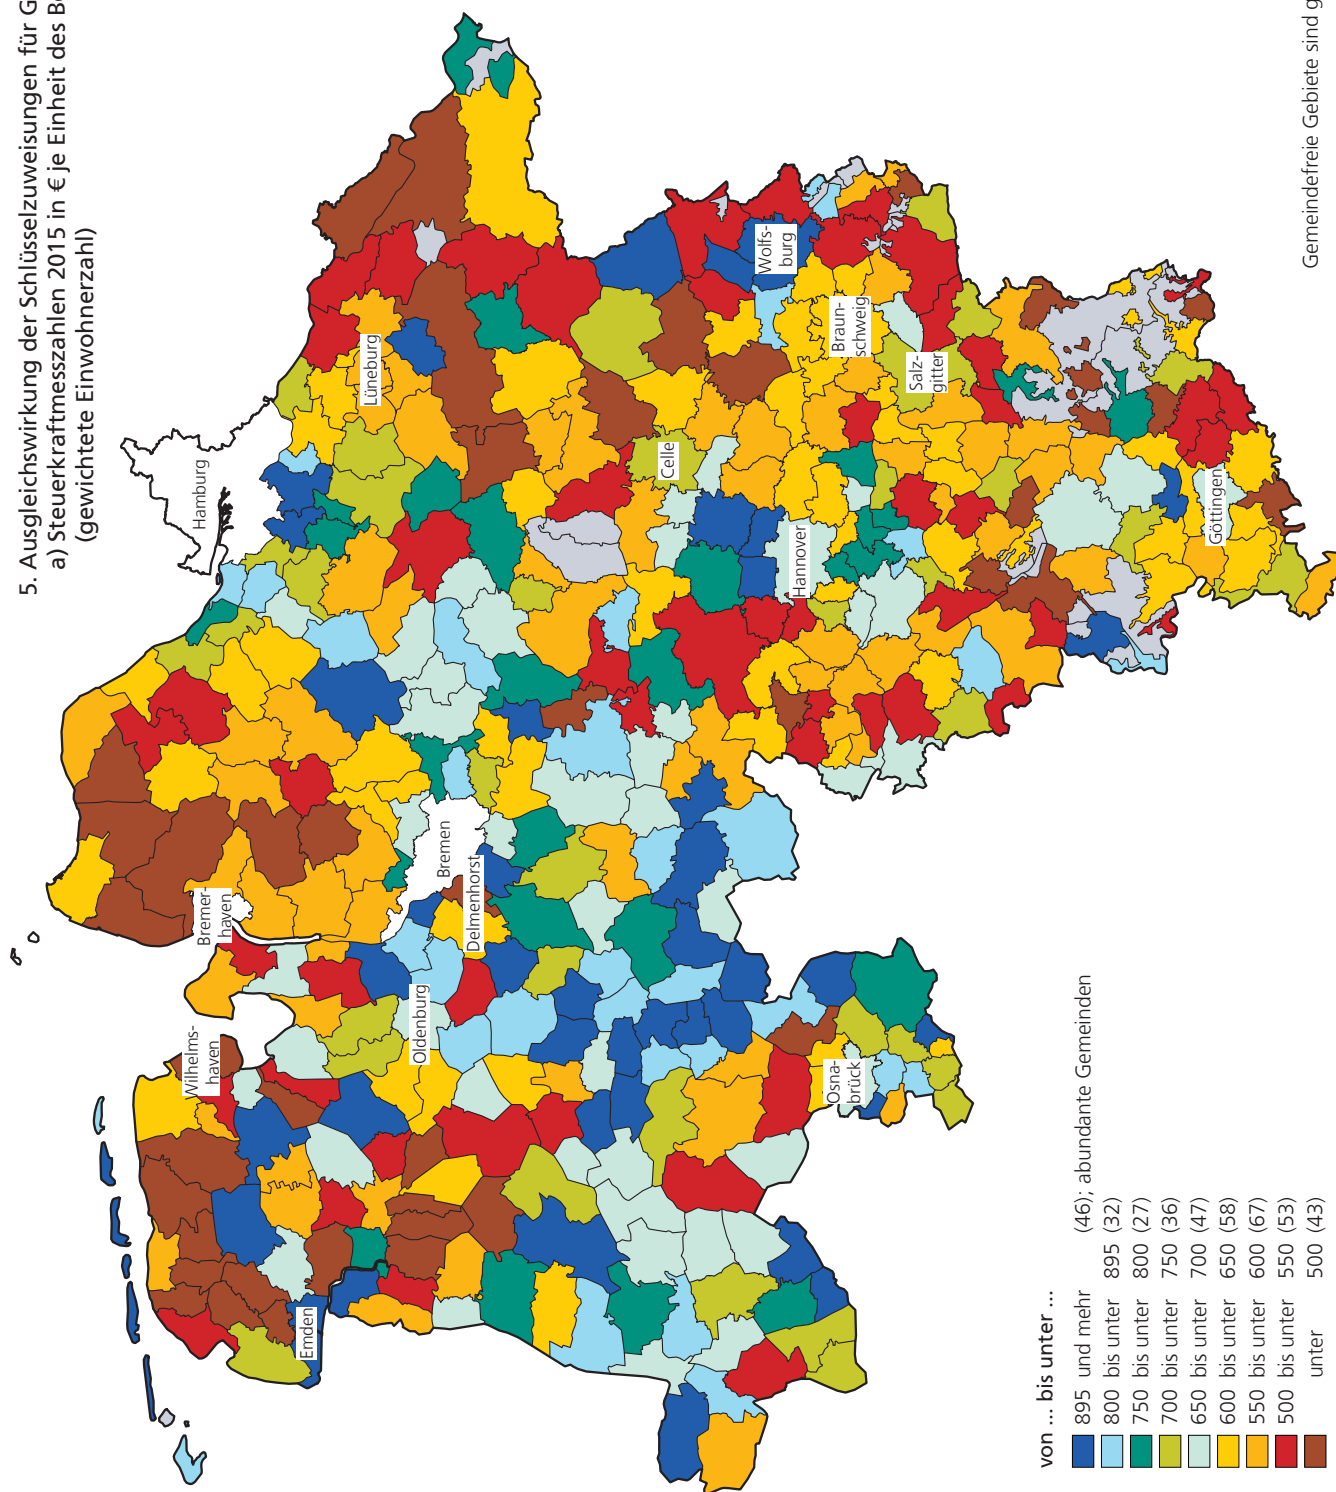 5. Ausgleichswirkung der Schlüsselzuweisungen für
a) Steuerkraftmesszahlen 2015 in € je Einheit des
(gewichtete Einwohnerzahl)
Hamburg
Lüneburg
Bremer-
haven
Wilhelms-
haven
Emden
Oldenburg
Bremen
Delmenhorst
Celle
Wolfs-
burg
Braun-
schweig
Salz-
gitter
Hannover
Göttingen
Osna-
brück
von ... bis unter ...
895 und mehr (46); abundante Gemeinden
800 bis unter 895 (32)
750 bis unter 800 (27)
700 bis unter 750 (36)
650 bis unter 700 (47)
600 bis unter 650 (58)
550 bis unter 600 (67)
500 bis unter 550 (53)
unter 500 (43)
Gemeindefreie Gebiete sind